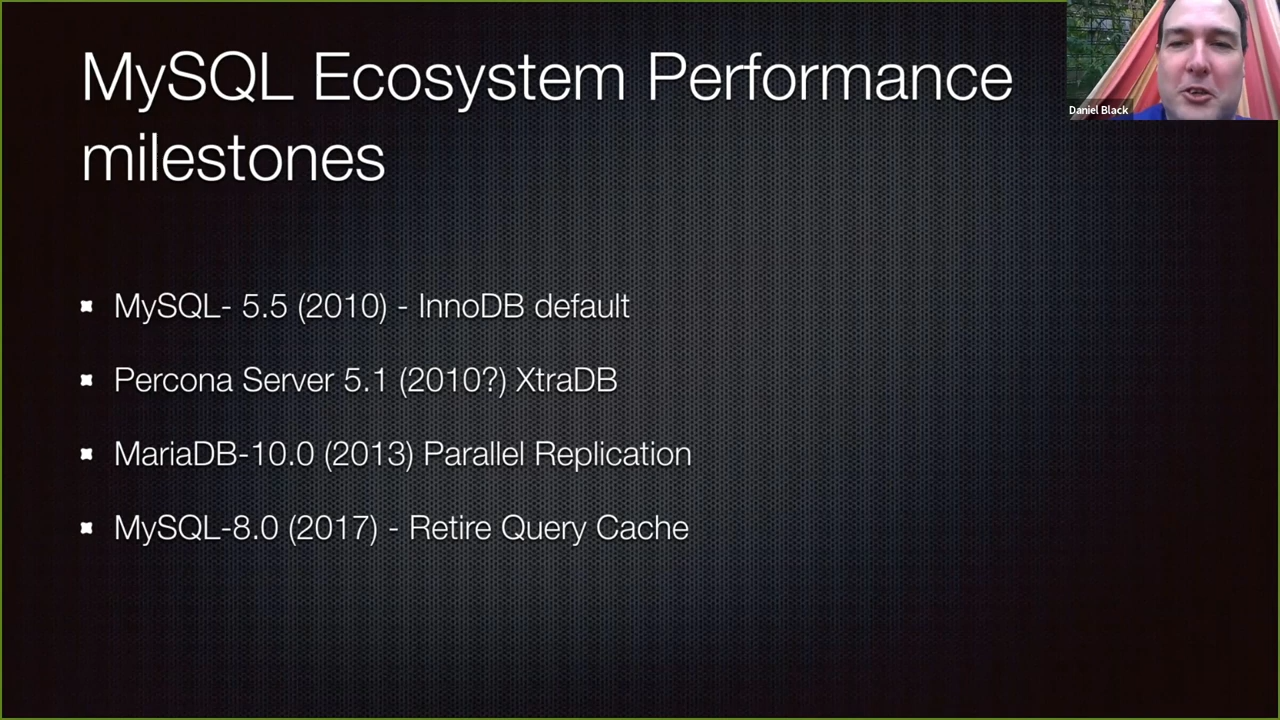 MySQL Ecosystem Performance
milestones
Daniel Black
MySQL- 5.5 (2010) - InnoDB default
Percona Server 5.1 (2010?) XtraDB
MariaDB-10.0 (2013) Parallel Replication
MySQL-8.0 (2017) - Retire Query Cache